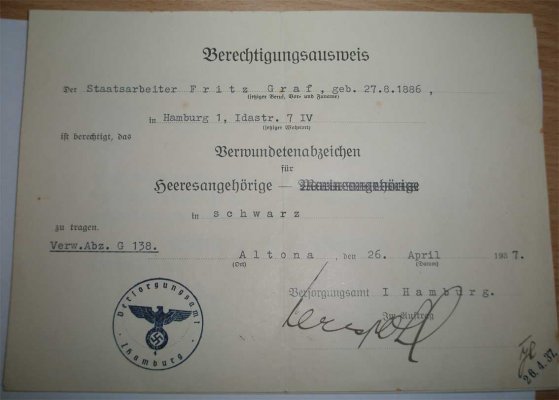 Berechtigungsausweis
Der Staatsarbeiter Fritz Graf, geb. 27.8.1886,
(jetziger Beruf, Vor- und Zuname)
in Hamburg 1, Idastr. 7 IV
(jetziger Wohnort)
ist berechtigt, das
Verwundetenabzeichen
für
Heeresangehörige — Marineangehörige
in schwarz
zu tragen.
Verw.Abz. G 138.
Altona, den 26. April 1937.
(Ort) (Datum)
Versorgungsamt I Hamburg.
Im Auftrag
Versorgungsamt I Hamburg
26.4.37